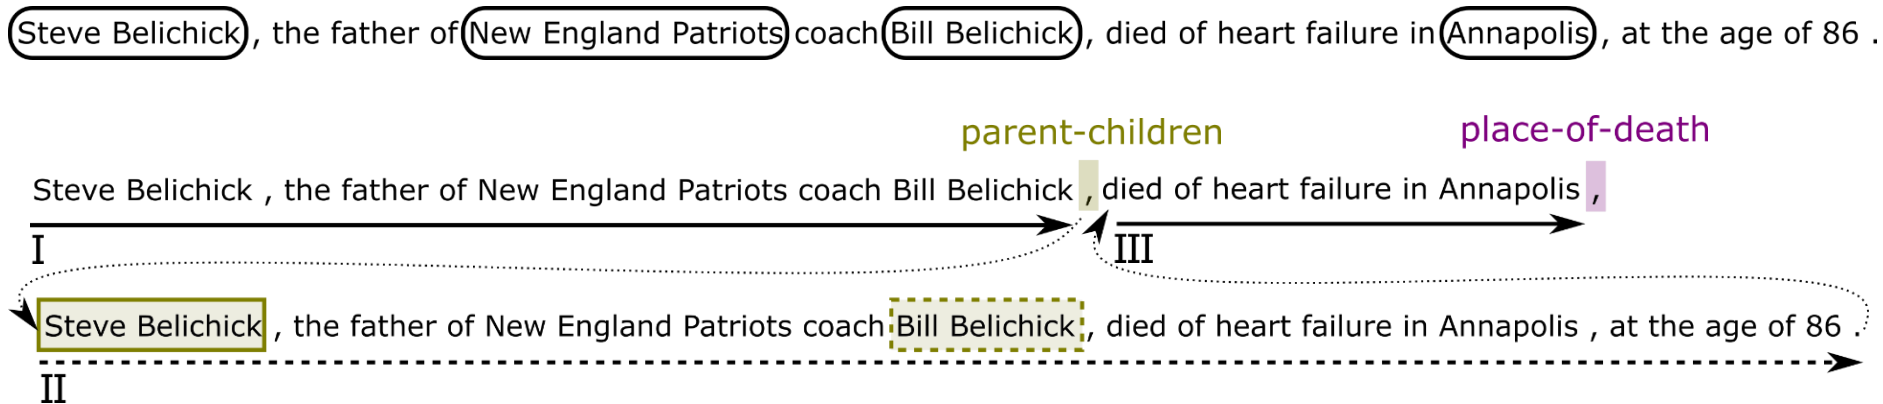 Steve Belichick , the father of New England Patriots coach Bill Belichick , died of heart failure in Annapolis , at the age of 86 .
parent-children place-of-death
Steve Belichick , the father of New England Patriots coach Bill Belichick , died of heart failure in Annapolis ,
I III
Steve Belichick , the father of New England Patriots coach Bill Belichick , died of heart failure in Annapolis , at the age of 86 .
II